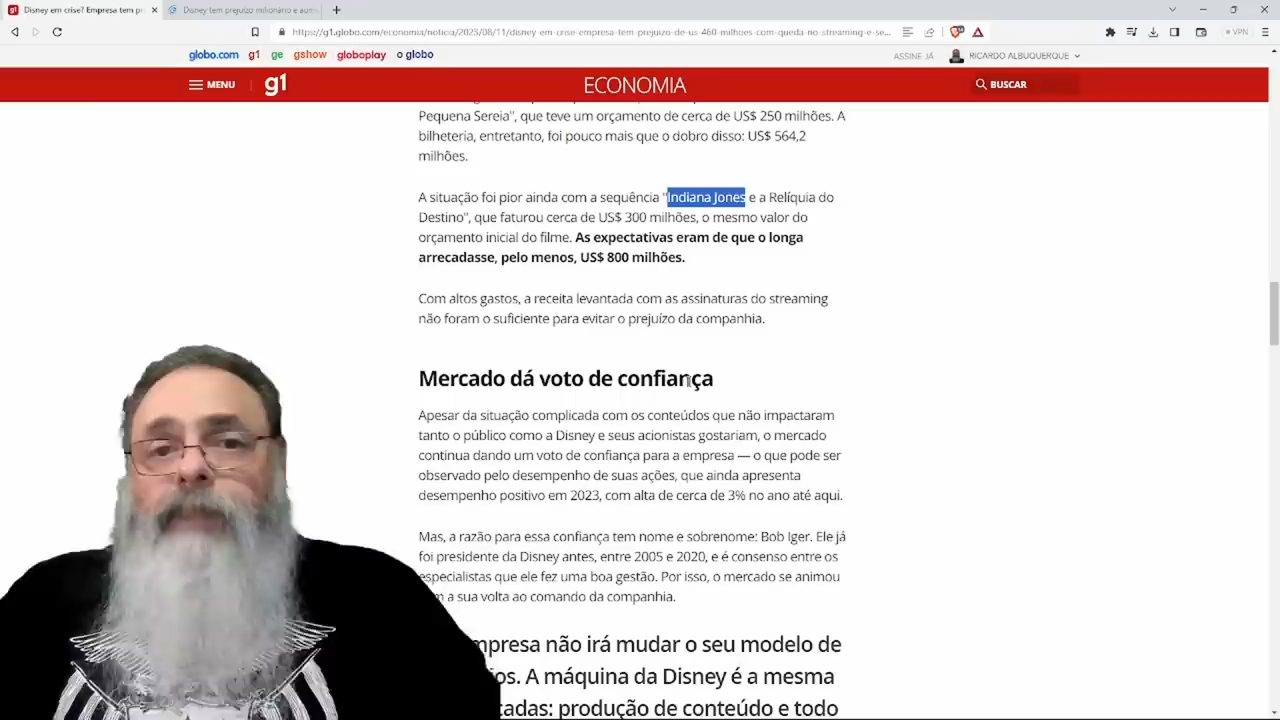 Disney em crise? Empresa tem pr
Disney tem prejuízo milionário e aum
https://g1.globo.com/economia/noticia/2023/08/11/disney-em-crise-empresa-tem-prejuizo-de-us-460-milhoes-com-queda-no-streaming-e-se...
VPN
globo.com g1 ge gshow globoplay o globo
ASSINE JÁ
RICARDO ALBUQUERQUE
MENU
g1
ECONOMIA
BUSCAR
Pequena Sereia", que teve um orçamento de cerca de US$ 250 milhões. A
bilheteria, entretanto, foi pouco mais que o dobro disso: US$ 564,2
milhões.
A situação foi pior ainda com a sequência "Indiana Jones e a Relíquia do
Destino", que faturou cerca de US$ 300 milhões, o mesmo valor do
orçamento inicial do filme. As expectativas eram de que o longa
arrecadasse, pelo menos, US$ 800 milhões.
Com altos gastos, a receita levantada com as assinaturas do streaming
não foram o suficiente para evitar o prejuízo da companhia.
Mercado dá voto de confiança
Apesar da situação complicada com os conteúdos que não impactaram
tanto o público como a Disney e seus acionistas gostariam, o mercado
continua dando um voto de confiança para a empresa — o que pode ser
observado pelo desempenho de suas ações, que ainda apresenta
desempenho positivo em 2023, com alta de cerca de 3% no ano até aqui.
Mas, a razão para essa confiança tem nome e sobrenome: Bob Iger. Ele já
foi presidente da Disney antes, entre 2005 e 2020, e é consenso entre os
especialistas que ele fez uma boa gestão. Por isso, o mercado se animou
a sua volta ao comando da companhia.
mpresa não irá mudar o seu modelo de
os. A máquina da Disney é a mesma
cadas: produção de conteúdo e todo